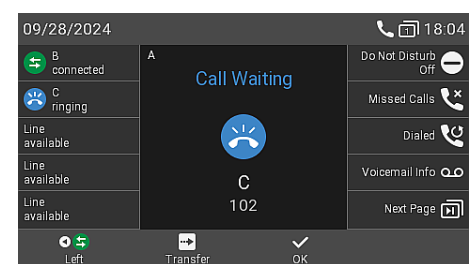 09/28/2024
1
18:04
B
connected
C
ringing
Line
available
Line
available
Line
available
A
Call Waiting
C
102
Do Not Disturb
Off
Missed Calls
Dialed
Voicemail Info
Next Page
Left
Transfer
OK